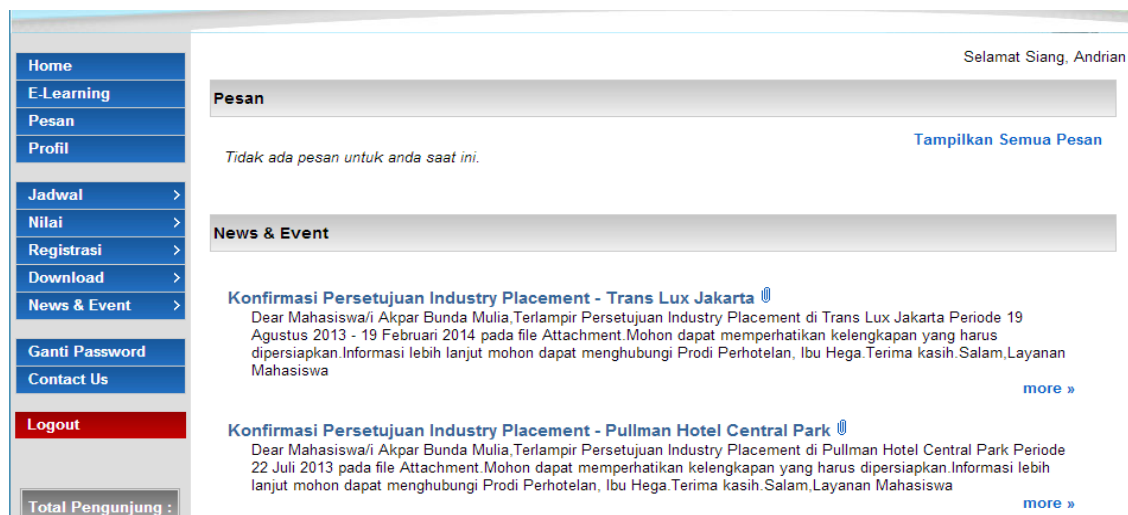 Selamat Siang, Andrian
Home
E-Learning
Pesan
Profil
Jadwal
Nilai
Registrasi
Download
News & Event
Ganti Password
Contact Us
Logout
Total Pengunjung :
Pesan
Tampilkan Semua Pesan
Tidak ada pesan untuk anda saat ini.
News & Event
Konfirmasi Persetujuan Industry Placement - Trans Lux Jakarta
Dear Mahasiswa/i Akpar Bunda Mulia,Terlampir Persetujuan Industry Placement di Trans Lux Jakarta Periode 19
Agustus 2013 - 19 Februari 2014 pada file Attachment.Mohon dapat memperhatikan kelengkapan yang harus
dipersiapkan.Informasi lebih lanjut mohon dapat menghubungi Prodi Perhotelan, Ibu Hega.Terima kasih.Salam,Layanan
Mahasiswa
more »
Konfirmasi Persetujuan Industry Placement - Pullman Hotel Central Park
Dear Mahasiswa/i Akpar Bunda Mulia,Terlampir Persetujuan Industry Placement di Pullman Hotel Central Park Periode
22 Juli 2013 pada file Attachment.Mohon dapat memperhatikan kelengkapan yang harus dipersiapkan.Informasi lebih
lanjut mohon dapat menghubungi Prodi Perhotelan, Ibu Hega.Terima kasih.Salam,Layanan Mahasiswa
more »